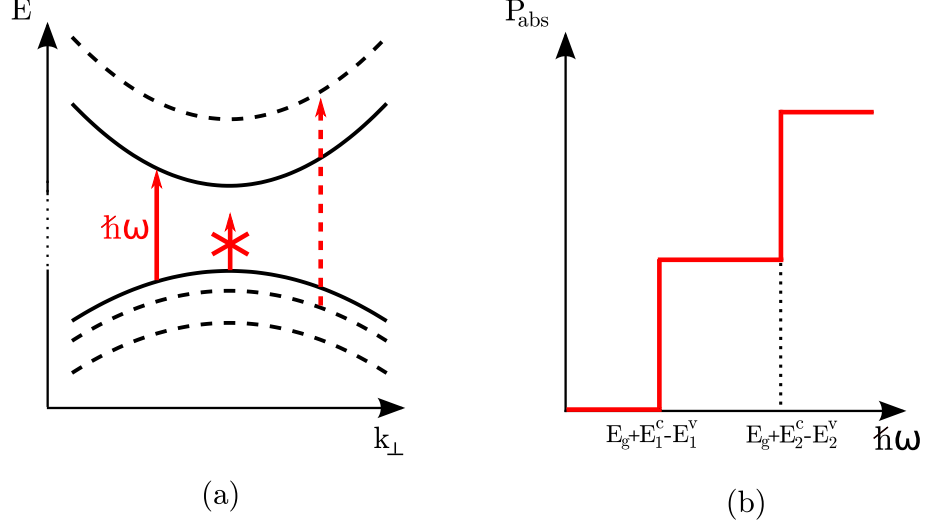 E
ħω
k⊥
(a)
P_abs
E_g+E_1^c-E_1^v
E_g+E_2^c-E_2^v
ħω
(b)